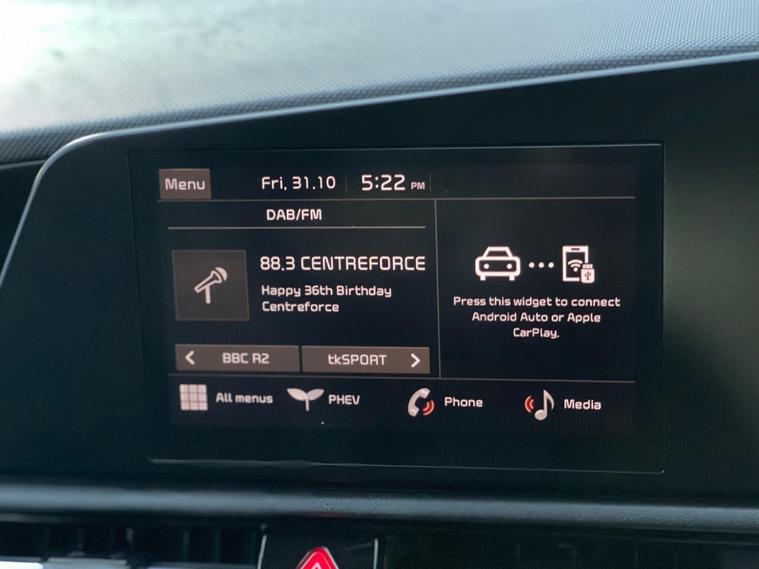 Menu
Fri, 31.10
5:22 PM
DAB/FM
88.3 CENTREFORCE
Happy 36th Birthday
Centreforce
BBC R2
tkSPORT
Press this widget to connect
Android Auto or Apple
CarPlay.
All menus
PHEV
Phone
Media